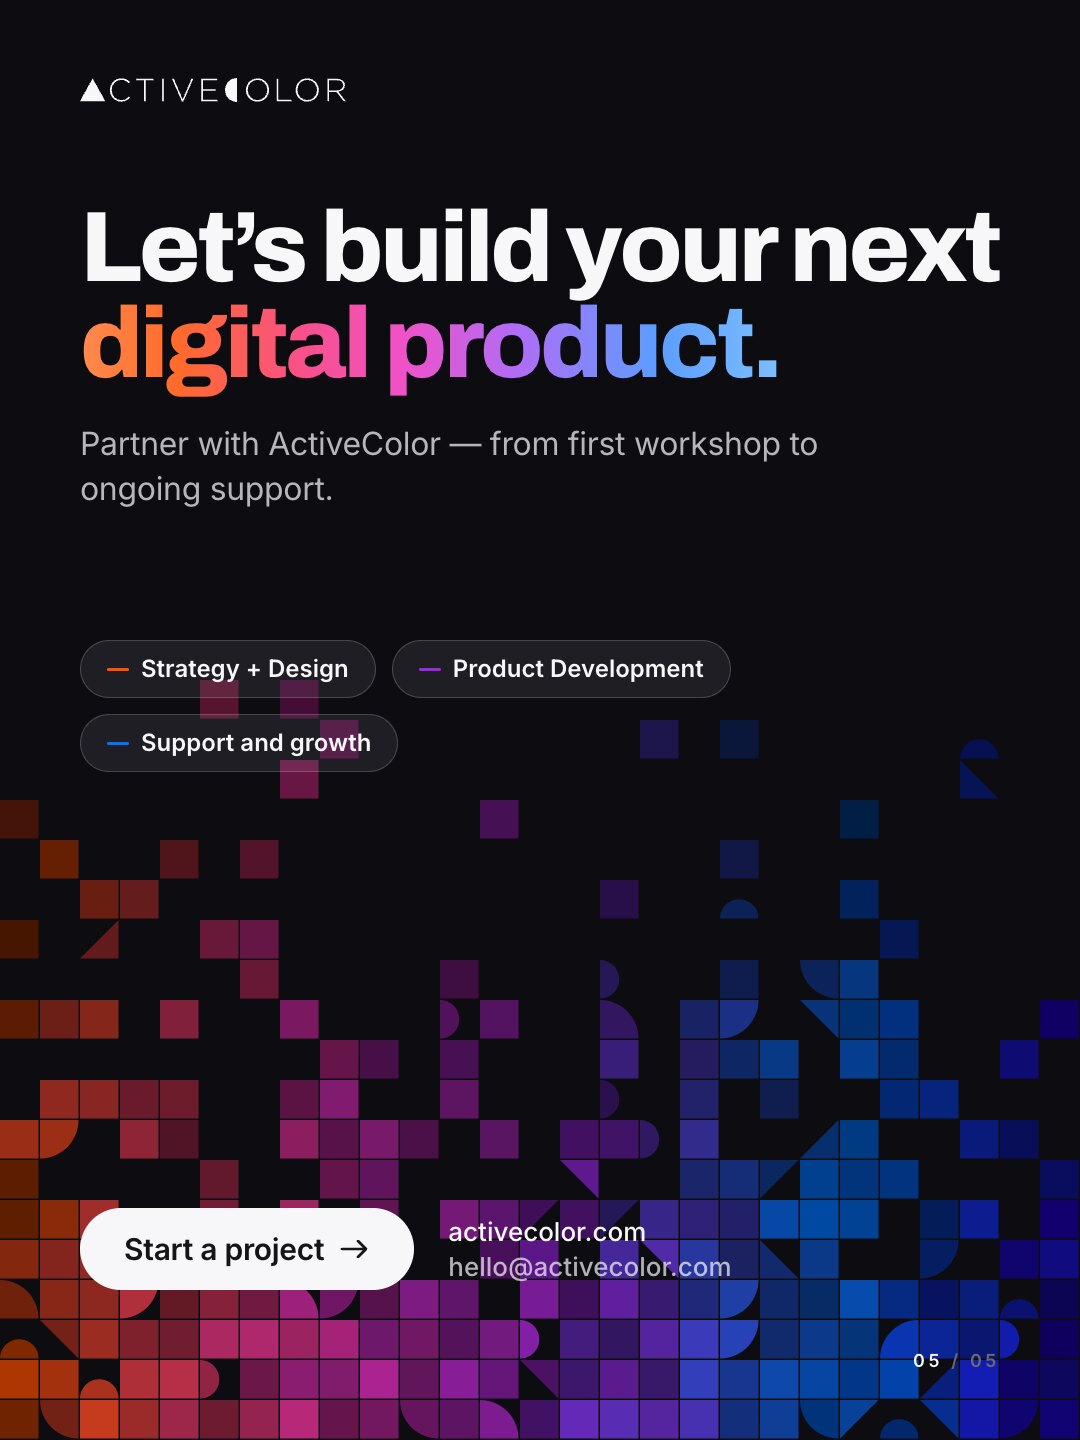 ACTIVECOLOR
Let’s build your next
digital product.
Partner with ActiveColor — from first workshop to
ongoing support.
Strategy + Design
Product Development
Support and growth
Start a project →
activecolor.com
hello@activecolor.com
05 / 05